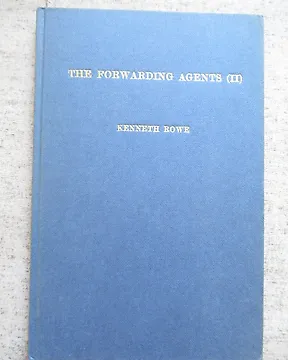 THE FORWARDING AGENTS (II)
KENNETH ROWE